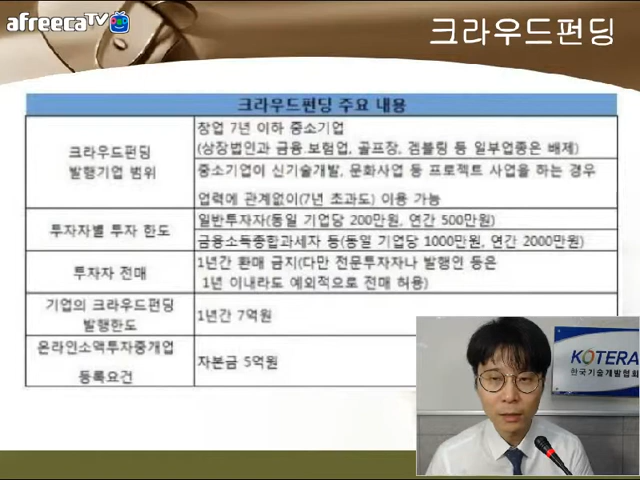 afreecaTV
크라우드펀딩
크라우드펀딩 주요 내용
크라우드펀딩
발행기업 범위
창업 7년 이하 중소기업
(상장법인과 금융 보험업, 골프장, 겜블링 등 일부업종은 배제)
중소기업이 신기술개발, 문화사업 등 프로젝트 사업을 하는 경우
업력에 관계없이(7년 초과도) 이용 가능
투자자별 투자 한도
일반투자자(동일 기업당 200만원, 연간 500만원)
금융소득종합과세자 등(동일 기업당 1000만원, 연간 2000만원)
투자자 전매
1년간 환매 금지(다만 전문투자자나 발행인 등은
1년 이내라도 예외적으로 전매 허용)
기업의 크라우드펀딩
발행한도
1년간 7억원
온라인소액투자중개업
등록요건
자본금 5억원
KOTERA
한국기술개발협회